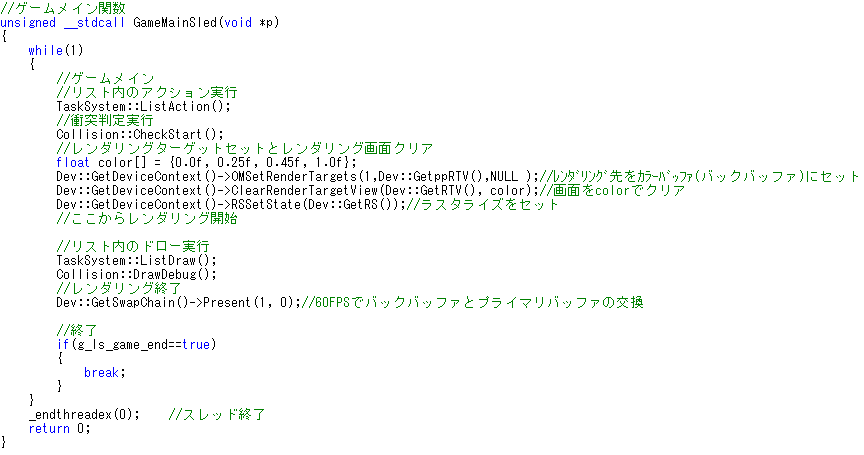 //ゲームメイン関数
unsigned __stdcall GameMainSled(void *p)
{
    while(1)
    {
        //ゲームメイン
        //リスト内のアクション実行
        TaskSystem::ListAction();
        //衝突判定実行
        Collision::CheckStart();
        //レンダリングターゲットセットとレンダリング画面クリア
        float color[] = {0.0f, 0.25f, 0.45f, 1.0f};
        Dev::GetDeviceContext()->OMSetRenderTargets(1,Dev::GetppRTV(),NULL );//ﾚﾝﾀﾞﾘﾝｸﾞ先をｶﾗｰﾊﾞｯﾌｧ(バックバッファ)にセット
        Dev::GetDeviceContext()->ClearRenderTargetView(Dev::GetRTV(), color);//画面をcolorでクリア
        Dev::GetDeviceContext()->RSSetState(Dev::GetRS());//ラスタライズをセット
        //ここからレンダリング開始

        //リスト内のドロー実行
        TaskSystem::ListDraw();
        Collision::DrawDebug();
        //レンダリング終了
        Dev::GetSwapChain()->Present(1, 0);//60FPSでバックバッファとプライマリバッファの交換

        //終了
        if(g_Is_game_end==true)
        {
            break;
        }
    }
    _endthreadex(0);    //スレッド終了
    return 0;
}